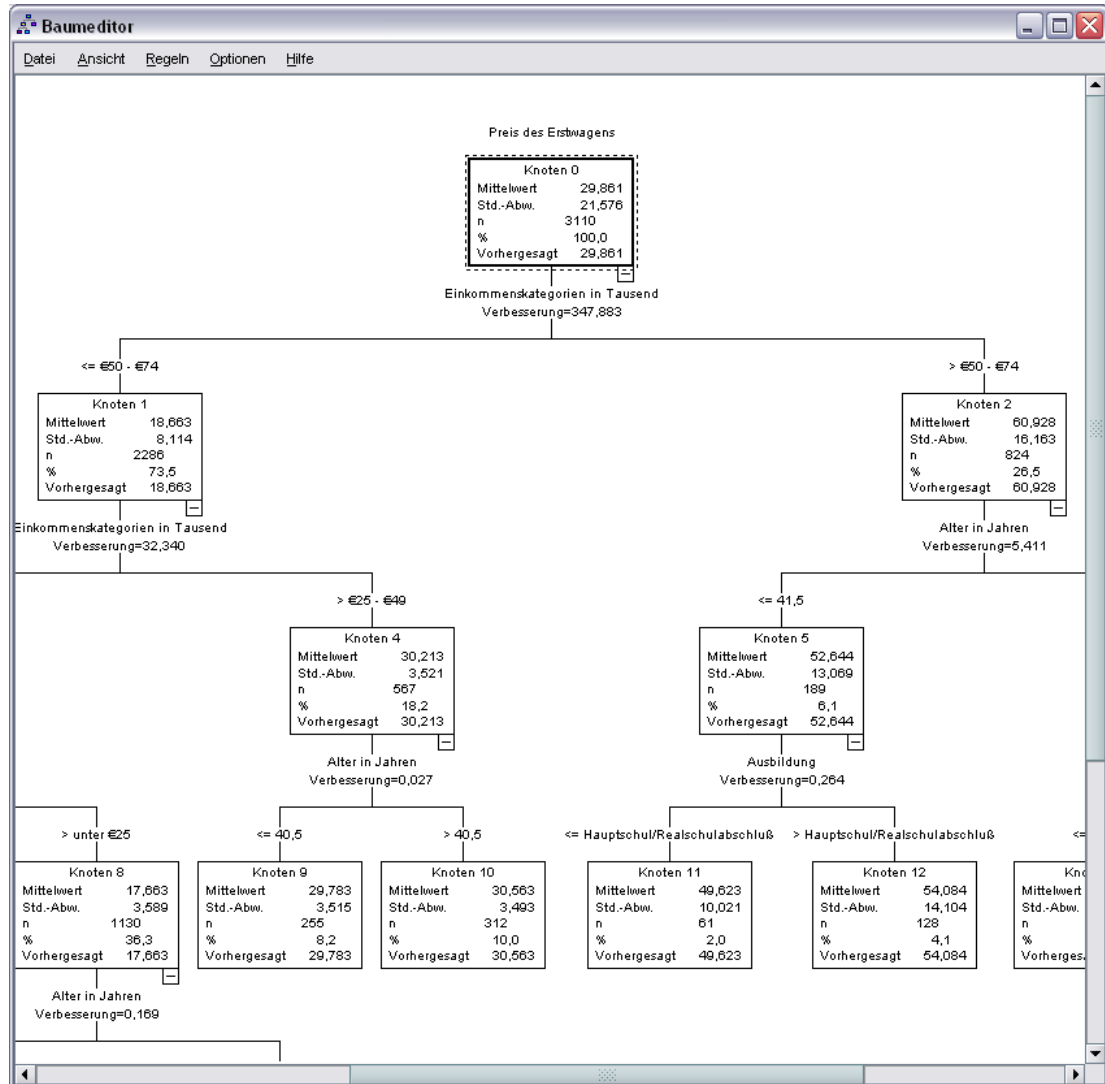 Baumeditor
Datei Ansicht Regeln Optionen Hilfe
Preis des Erstwagens
Knoten 0
Mittelwert 29,861
Std.-Abw. 21,576
n 3110
% 100,0
Vorhergesagt 29,861
Einkommenskategorien in Tausend
Verbesserung=347,883
<= €50 - €74
Knoten 1
Mittelwert 18,663
Std.-Abw. 8,114
n 2286
% 73,5
Vorhergesagt 18,663
Einkommenskategorien in Tausend
Verbesserung=32,340
> €50 - €74
Knoten 2
Mittelwert 60,928
Std.-Abw. 16,163
n 824
% 26,5
Vorhergesagt 60,928
Alter in Jahren
Verbesserung=5,411
> €25 - €49
Knoten 4
Mittelwert 30,213
Std.-Abw. 3,521
n 567
% 18,2
Vorhergesagt 30,213
Alter in Jahren
Verbesserung=0,027
<= 41,5
Knoten 5
Mittelwert 52,644
Std.-Abw. 13,069
n 189
% 6,1
Vorhergesagt 52,644
Ausbildung
Verbesserung=0,264
> unter €25
Knoten 8
Mittelwert 17,663
Std.-Abw. 3,589
n 1130
% 36,3
Vorhergesagt 17,663
Alter in Jahren
Verbesserung=0,169
<= 40,5
Knoten 9
Mittelwert 29,783
Std.-Abw. 3,515
n 255
% 8,2
Vorhergesagt 29,783
> 40,5
Knoten 10
Mittelwert 30,563
Std.-Abw. 3,493
n 312
% 10,0
Vorhergesagt 30,563
<= Hauptschul/Realschulabschluß
Knoten 11
Mittelwert 49,623
Std.-Abw. 10,021
n 61
% 2,0
Vorhergesagt 49,623
> Hauptschul/Realschulabschluß
Knoten 12
Mittelwert 54,084
Std.-Abw. 14,104
n 128
% 4,1
Vorhergesagt 54,084
<=
Mittelwert
Std.-Abw.
n
%